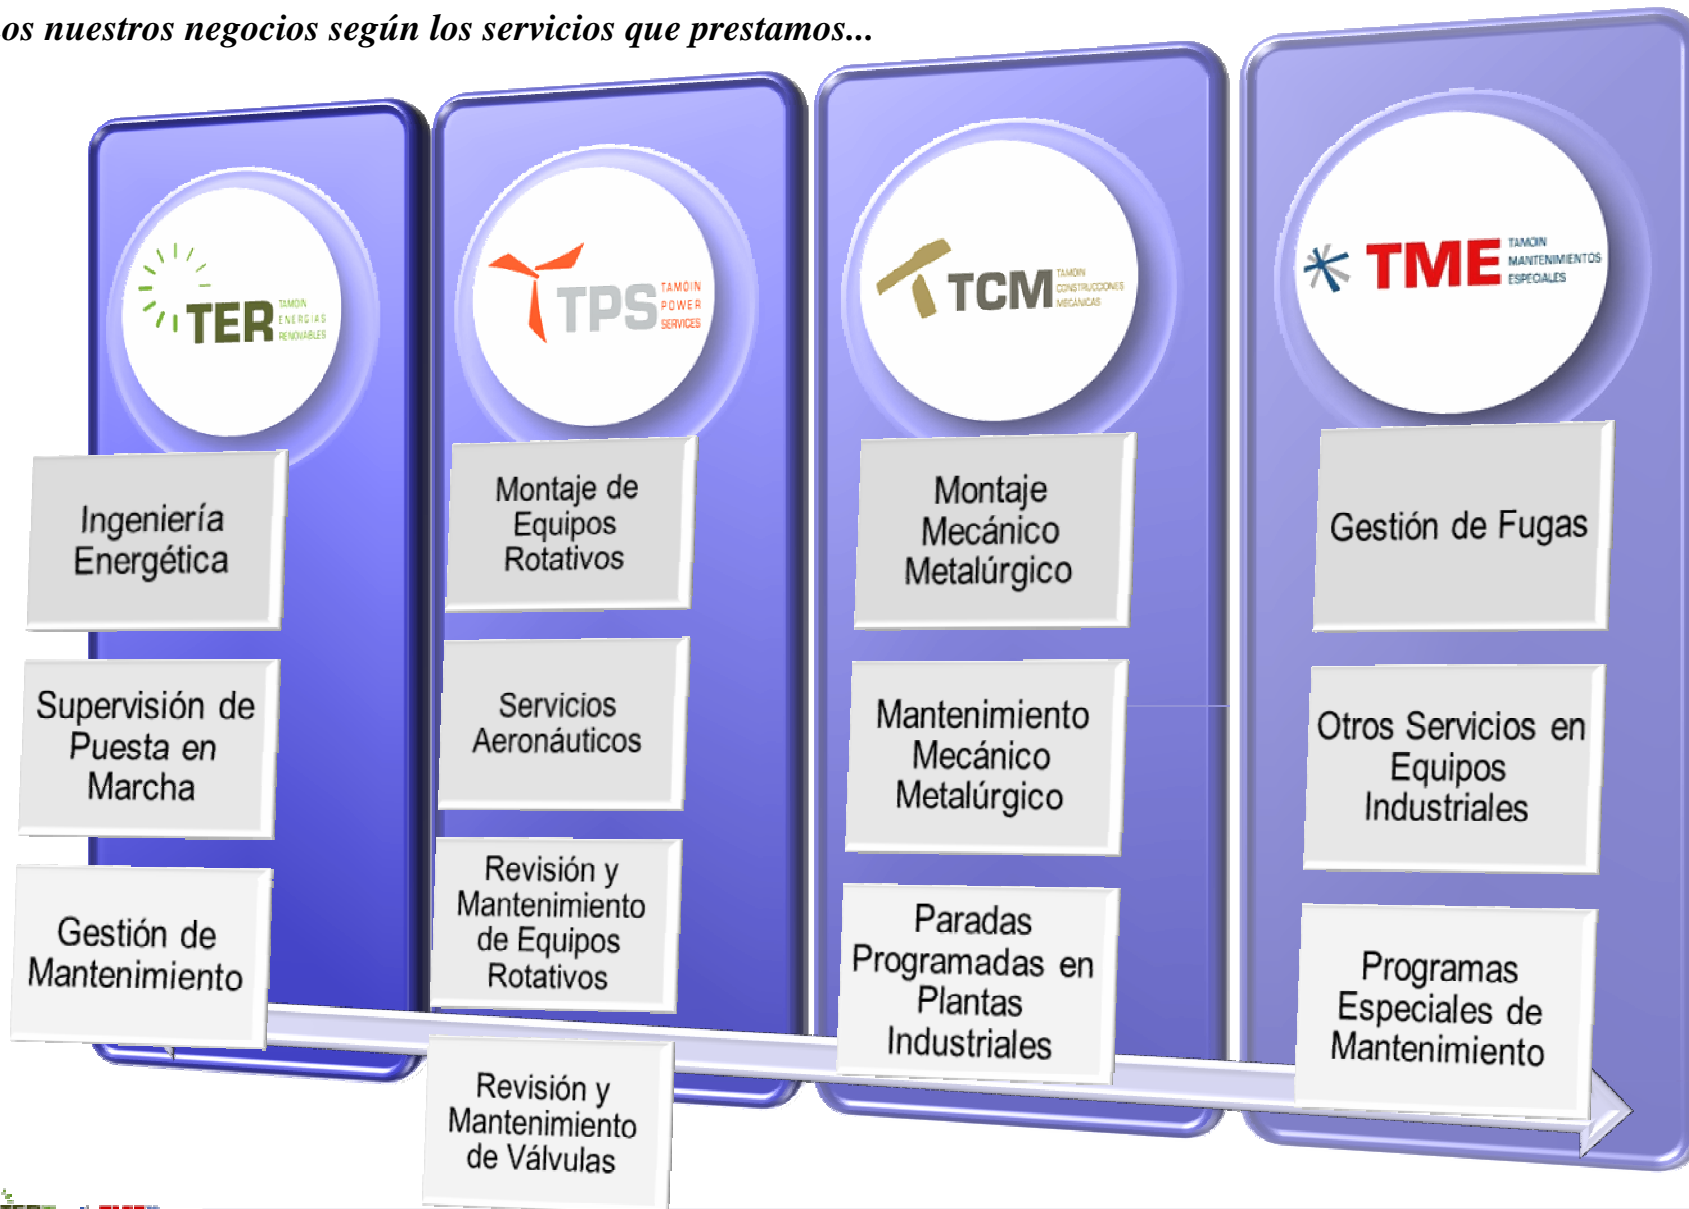 os nuestros negocios según los servicios que prestamos...
TER
TAMOIN
ENERGIAS
RENOVABLES
Ingeniería
Energética
Supervisión de
Puesta en
Marcha
Gestión de
Mantenimiento
TPS
TAMOIN
POWER
SERVICES
Montaje de
Equipos
Rotativos
Servicios
Aeronáuticos
Revisión y
Mantenimiento
de Equipos
Rotativos
Revisión y
Mantenimiento
de Válvulas
TCM
TAMOIN
CONSTRUCCIONES
MECÁNICAS
Montaje
Mecánico
Metalúrgico
Mantenimiento
Mecánico
Metalúrgico
Paradas
Programadas en
Plantas
Industriales
TME
TAMOIN
MANTENIMIENTOS
ESPECIALES
Gestión de Fugas
Otros Servicios en
Equipos
Industriales
Programas
Especiales de
Mantenimiento